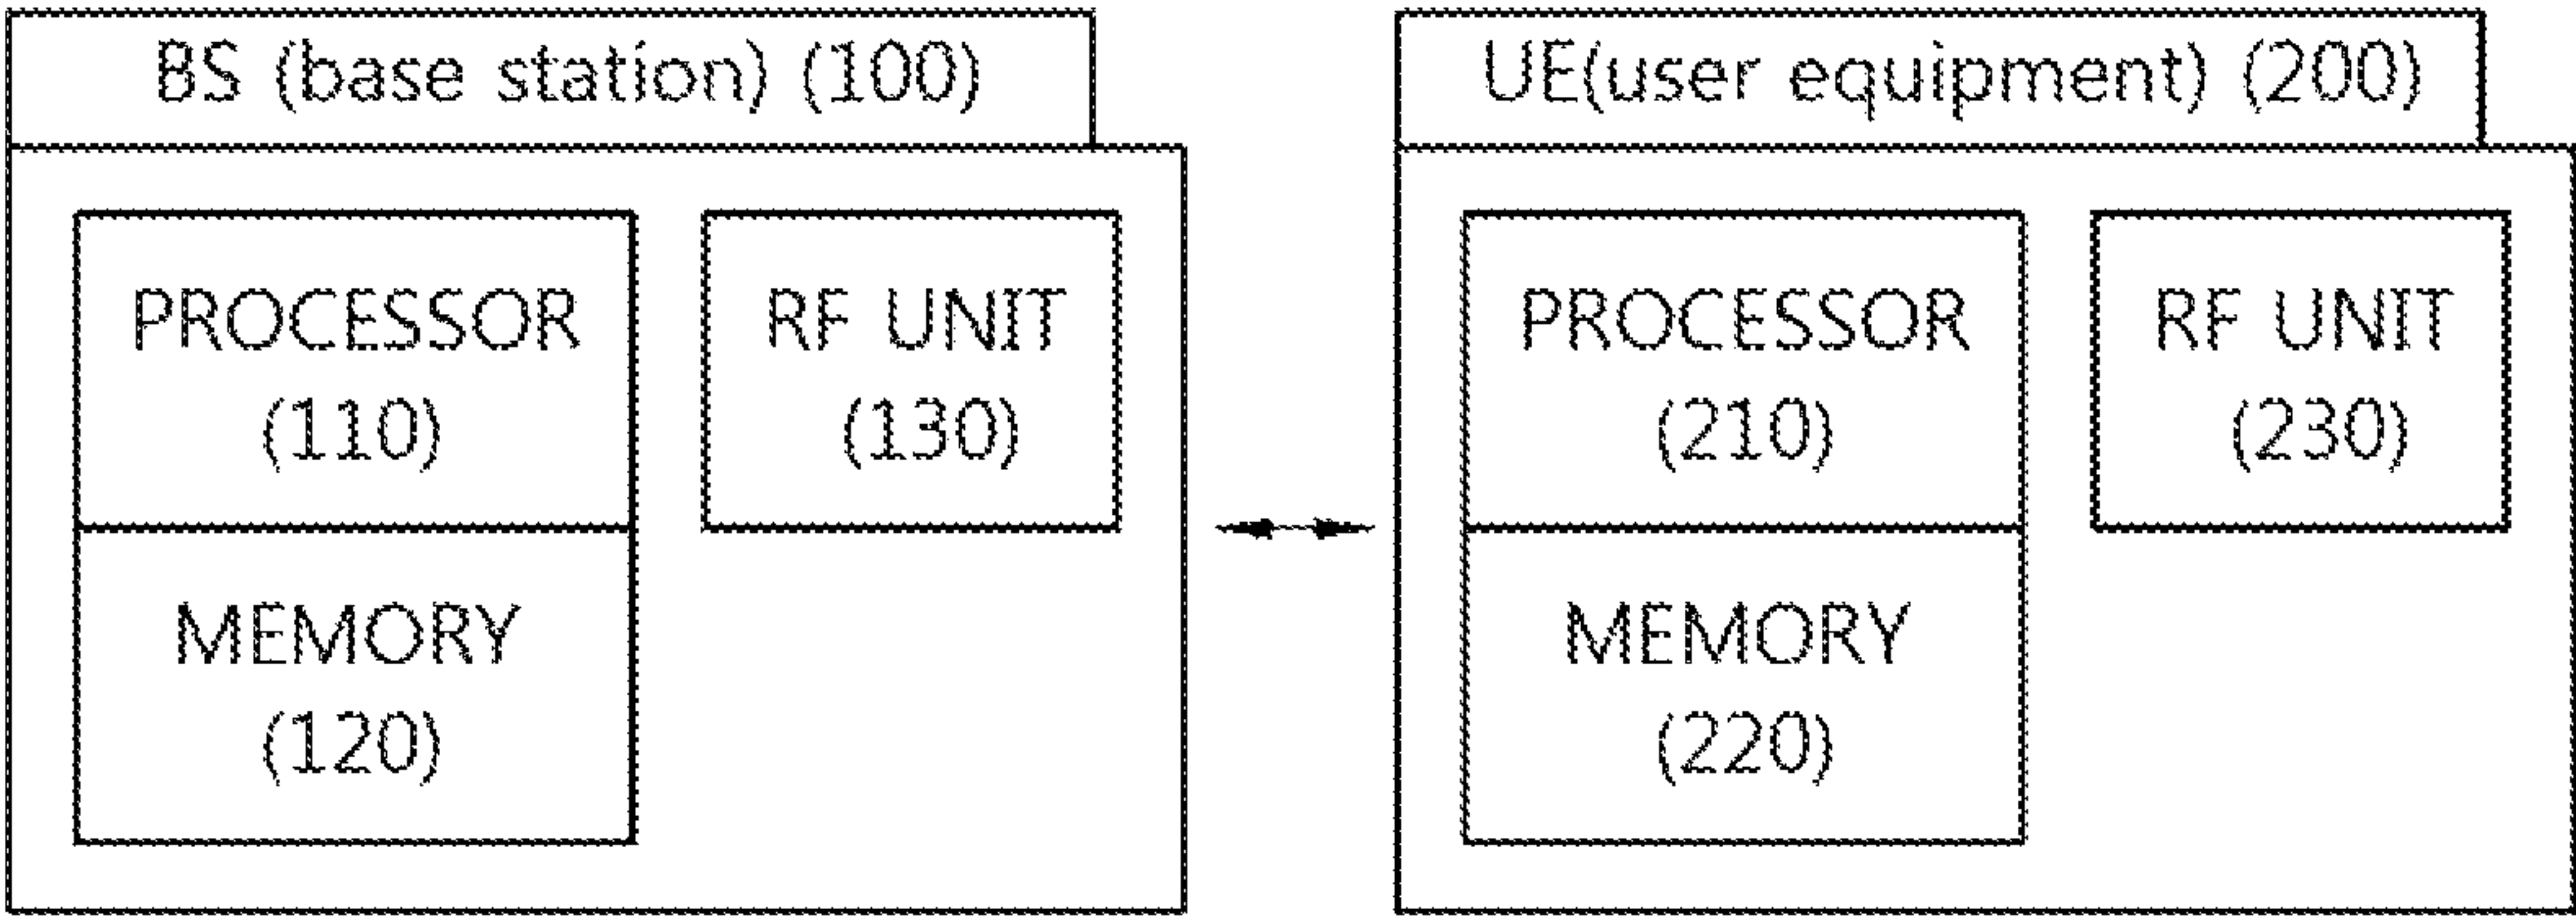 BS (base station) (100)
PROCESSOR
(110)
RF UNIT
(130)
MEMORY
(120)
UE(user equipment) (200)
PROCESSOR
(210)
RF UNIT
(230)
MEMORY
(220)